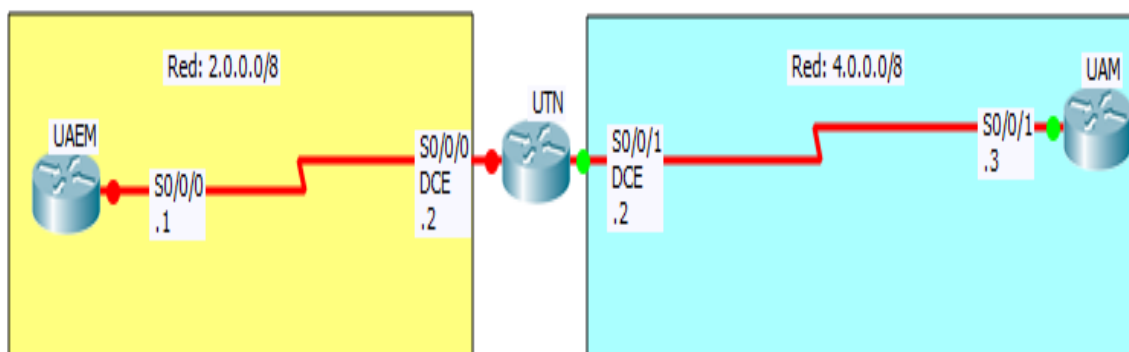 Red: 2.0.0.0/8
UAEM
S0/0/0
.1
S0/0/0
DCE
.2
UTN
Red: 4.0.0.0/8
S0/0/1
DCE
.2
UAM
S0/0/1
.3